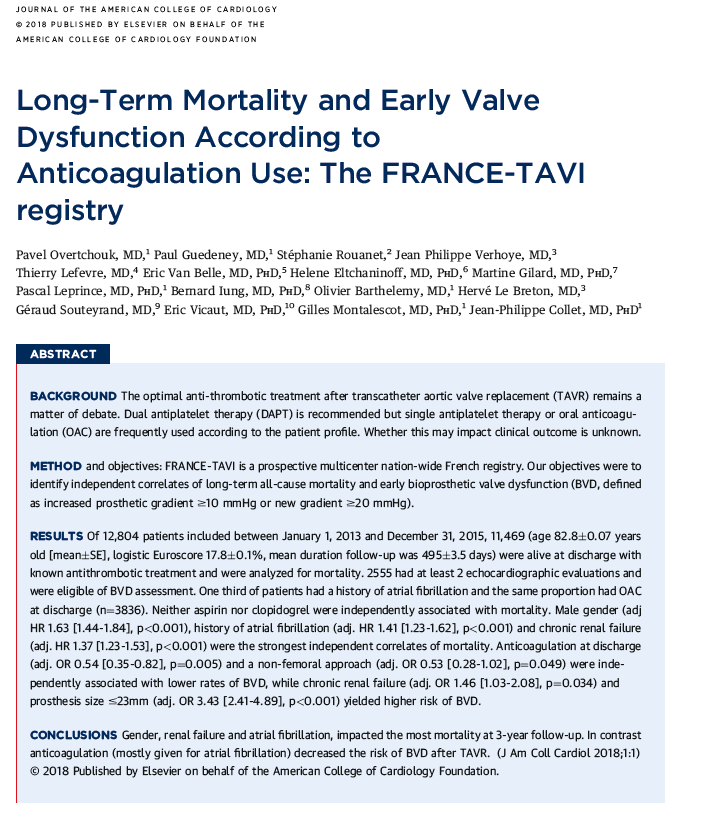 JOURNAL OF THE AMERICAN COLLEGE OF CARDIOLOGY
© 2018 PUBLISHED BY ELSEVIER ON BEHALF OF THE
AMERICAN COLLEGE OF CARDIOLOGY FOUNDATION
Long-Term Mortality and Early Valve
Dysfunction According to
Anticoagulation Use: The FRANCE-TAVI
registry
Pavel Overtchouk, MD,¹ Paul Guedeney, MD,¹ Stéphanie Rouanet,² Jean Philippe Verhoye, MD,³
Thierry Lefevre, MD,⁴ Eric Van Belle, MD, PHD,⁵ Helene Eltchaninoff, MD, PHD,⁶ Martine Gilard, MD, PHD,⁷
Pascal Leprince, MD, PHD,¹ Bernard Iung, MD, PHD,⁸ Olivier Barthelemy, MD,¹ Hervé Le Breton, MD,³
Géraud Souteyrand, MD,⁹ Eric Vicaut, MD, PHD,¹⁰ Gilles Montalescot, MD, PHD,¹ Jean-Philippe Collet, MD, PHD¹
ABSTRACT
BACKGROUND The optimal anti-thrombotic treatment after transcatheter aortic valve replacement (TAVR) remains a
matter of debate. Dual antiplatelet therapy (DAPT) is recommended but single antiplatelet therapy or oral anticoagu-
lation (OAC) are frequently used according to the patient profile. Whether this may impact clinical outcome is unknown.
METHOD and objectives: FRANCE-TAVI is a prospective multicenter nation-wide French registry. Our objectives were to
identify independent correlates of long-term all-cause mortality and early bioprosthetic valve dysfunction (BVD, defined
as increased prosthetic gradient ≥10 mmHg or new gradient ≥20 mmHg).
RESULTS Of 12,804 patients included between January 1, 2013 and December 31, 2015, 11,469 (age 82.8±0.07 years
old [mean±SE], logistic Euroscore 17.8±0.1%, mean duration follow-up was 495±3.5 days) were alive at discharge with
known antithrombotic treatment and were analyzed for mortality. 2555 had at least 2 echocardiographic evaluations and
were eligible of BVD assessment. One third of patients had a history of atrial fibrillation and the same proportion had OAC
at discharge (n=3836). Neither aspirin nor clopidogrel were independently associated with mortality. Male gender (adj
HR 1.63 [1.44-1.84], p<0.001), history of atrial fibrillation (adj. HR 1.41 [1.23-1.62], p<0.001) and chronic renal failure
(adj. HR 1.37 [1.23-1.53], p<0.001) were the strongest independent correlates of mortality. Anticoagulation at discharge
(adj. OR 0.54 [0.35-0.82], p=0.005) and a non-femoral approach (adj. OR 0.53 [0.28-1.02], p=0.049) were inde-
pendently associated with lower rates of BVD, while chronic renal failure (adj. OR 1.46 [1.03-2.08], p=0.034) and
prosthesis size ≤23mm (adj. OR 3.43 [2.41-4.89], p<0.001) yielded higher risk of BVD.
CONCLUSIONS Gender, renal failure and atrial fibrillation, impacted the most mortality at 3-year follow-up. In contrast
anticoagulation (mostly given for atrial fibrillation) decreased the risk of BVD after TAVR. (J Am Coll Cardiol 2018;1:1)
© 2018 Published by Elsevier on behalf of the American College of Cardiology Foundation.